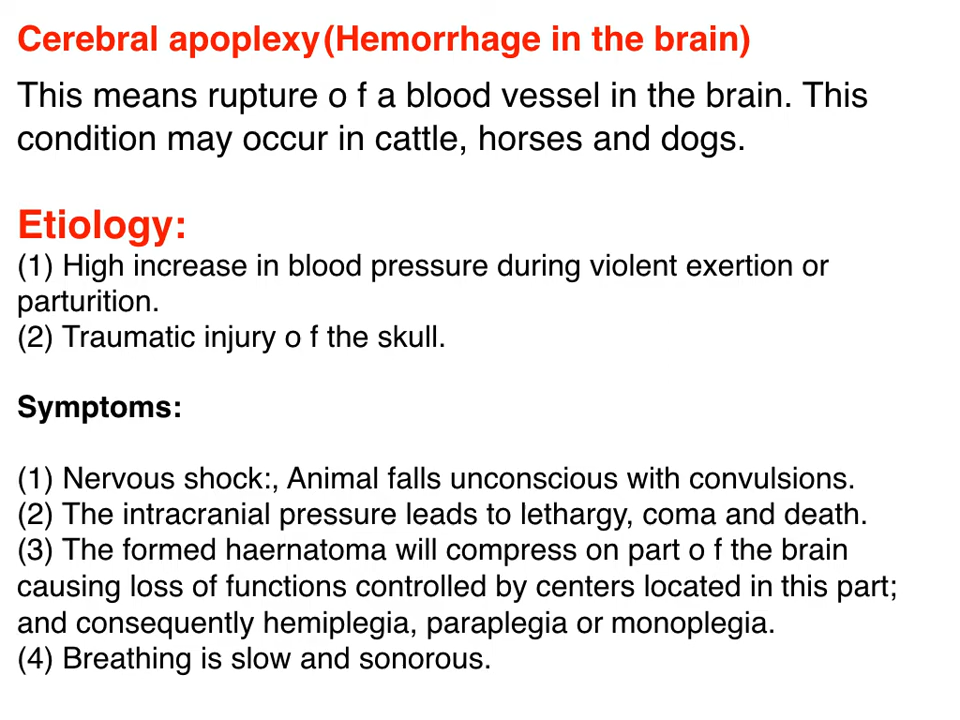 Cerebral apoplexy(Hemorrhage in the brain)
This means rupture o f a blood vessel in the brain. This
condition may occur in cattle, horses and dogs.
Etiology:
(1) High increase in blood pressure during violent exertion or
parturition.
(2) Traumatic injury o f the skull.
Symptoms:
(1) Nervous shock:, Animal falls unconscious with convulsions.
(2) The intracranial pressure leads to lethargy, coma and death.
(3) The formed haernatoma will compress on part o f the brain
causing loss of functions controlled by centers located in this part;
and consequently hemiplegia, paraplegia or monoplegia.
(4) Breathing is slow and sonorous.